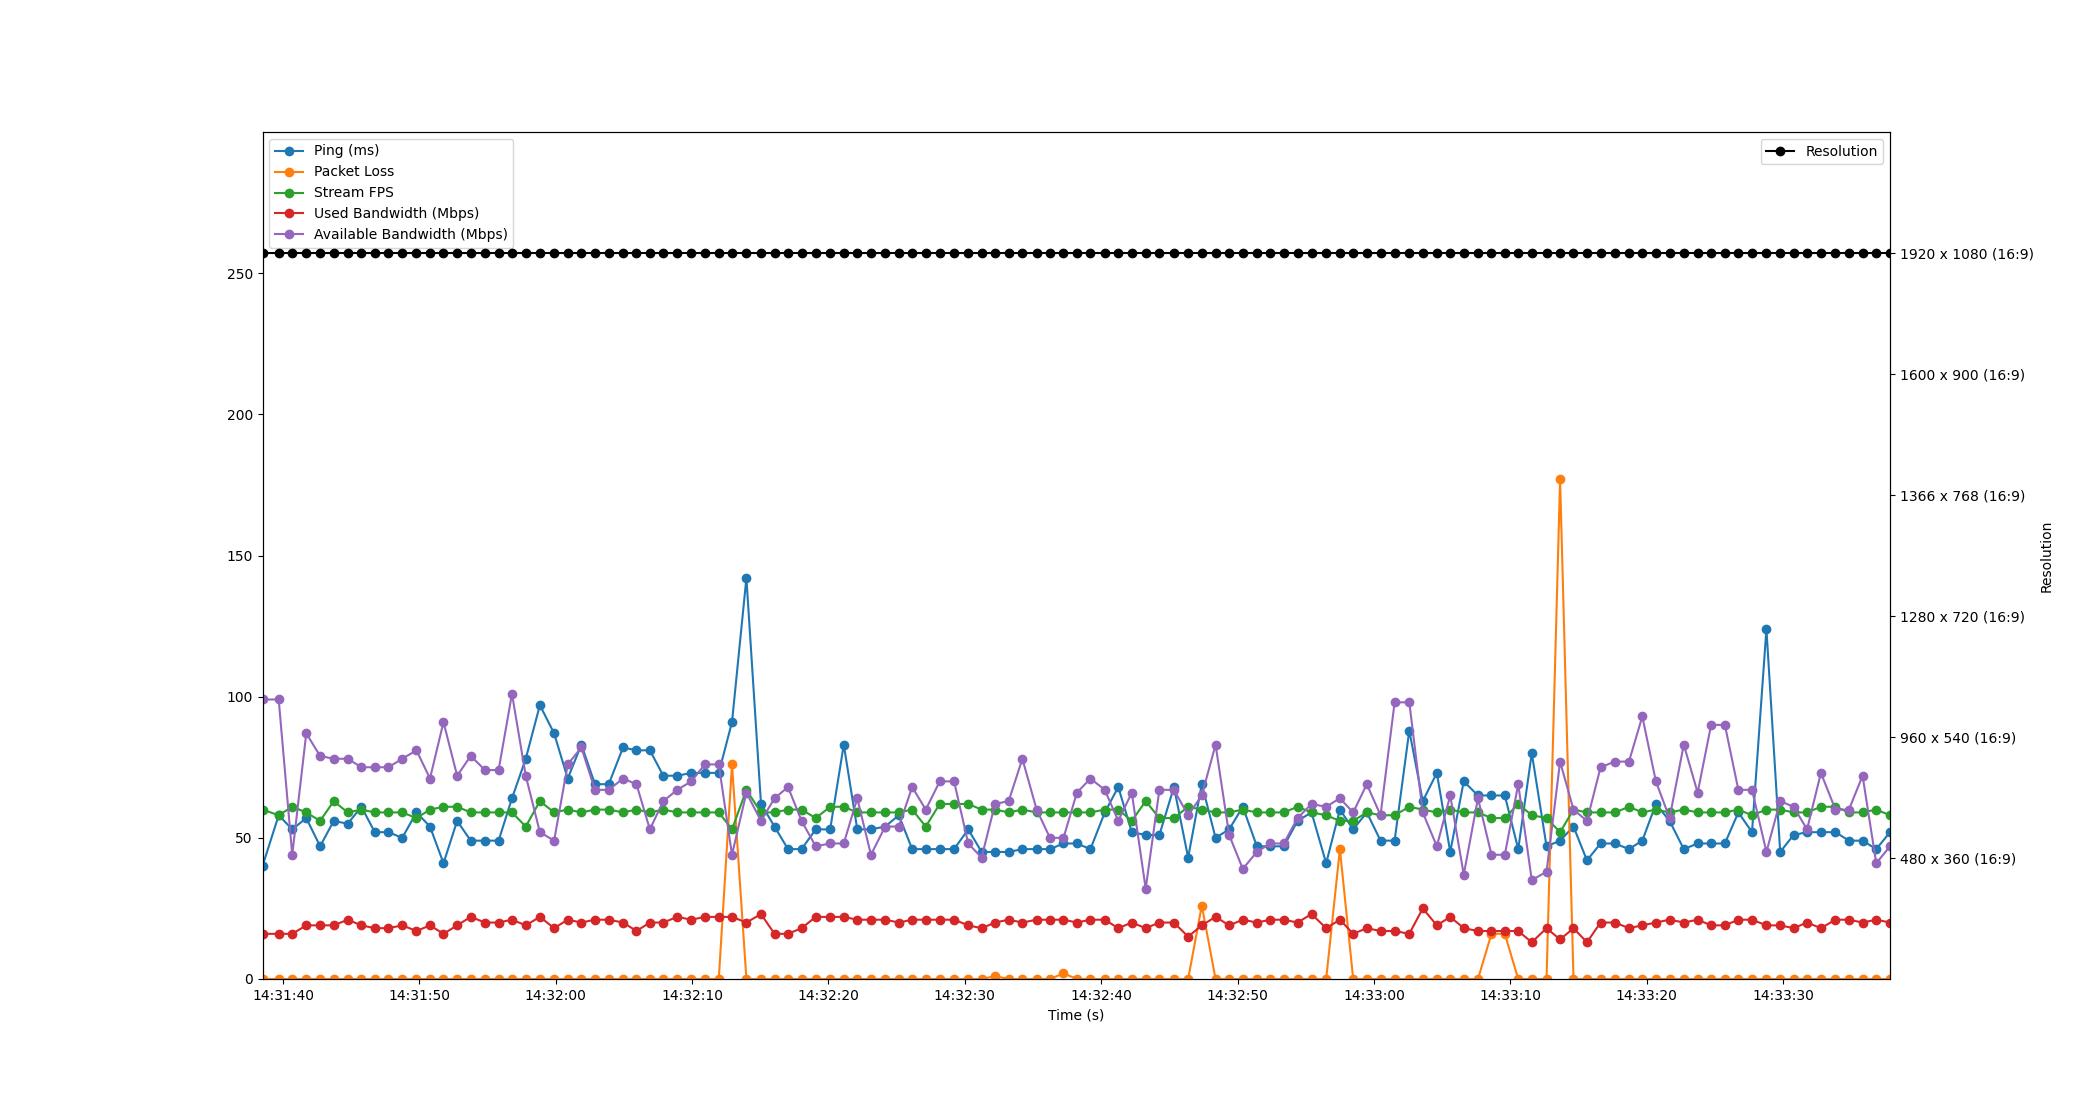 Ping (ms)
Packet Loss
Stream FPS
Used Bandwidth (Mbps)
Available Bandwidth (Mbps)
Resolution
250
200
150
100
50
0
1920 x 1080 (16:9)
1600 x 900 (16:9)
1366 x 768 (16:9)
1280 x 720 (16:9)
960 x 540 (16:9)
480 x 360 (16:9)
Resolution
14:31:40 14:31:50 14:32:00 14:32:10 14:32:20 14:32:30 14:32:40 14:32:50 14:33:00 14:33:10 14:33:20 14:33:30
Time (s)